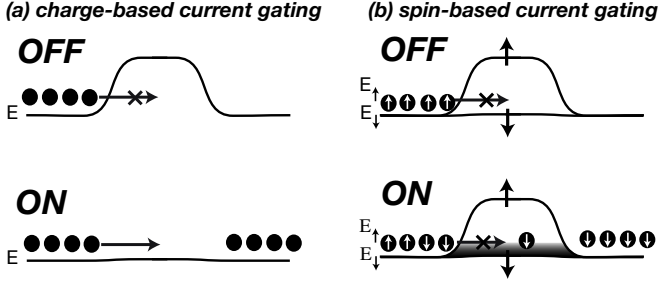 (a) charge-based current gating
OFF
E
ON
E
(b) spin-based current gating
OFF
E↑
E↓
ON
E↑
E↓